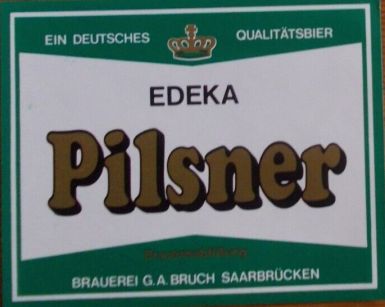 EIN DEUTSCHES QUALITÄTSBIER
EDEKA
Pilsner
BRAUEREI G.A. BRUCH SAARBRÜCKEN